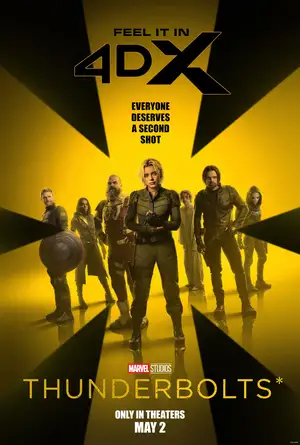 FEEL IT IN
4DX
EVERYONE
DESERVES
A SECOND
SHOT
MARVEL STUDIOS
THUNDERBOLTS*
ONLY IN THEATERS
MAY 2